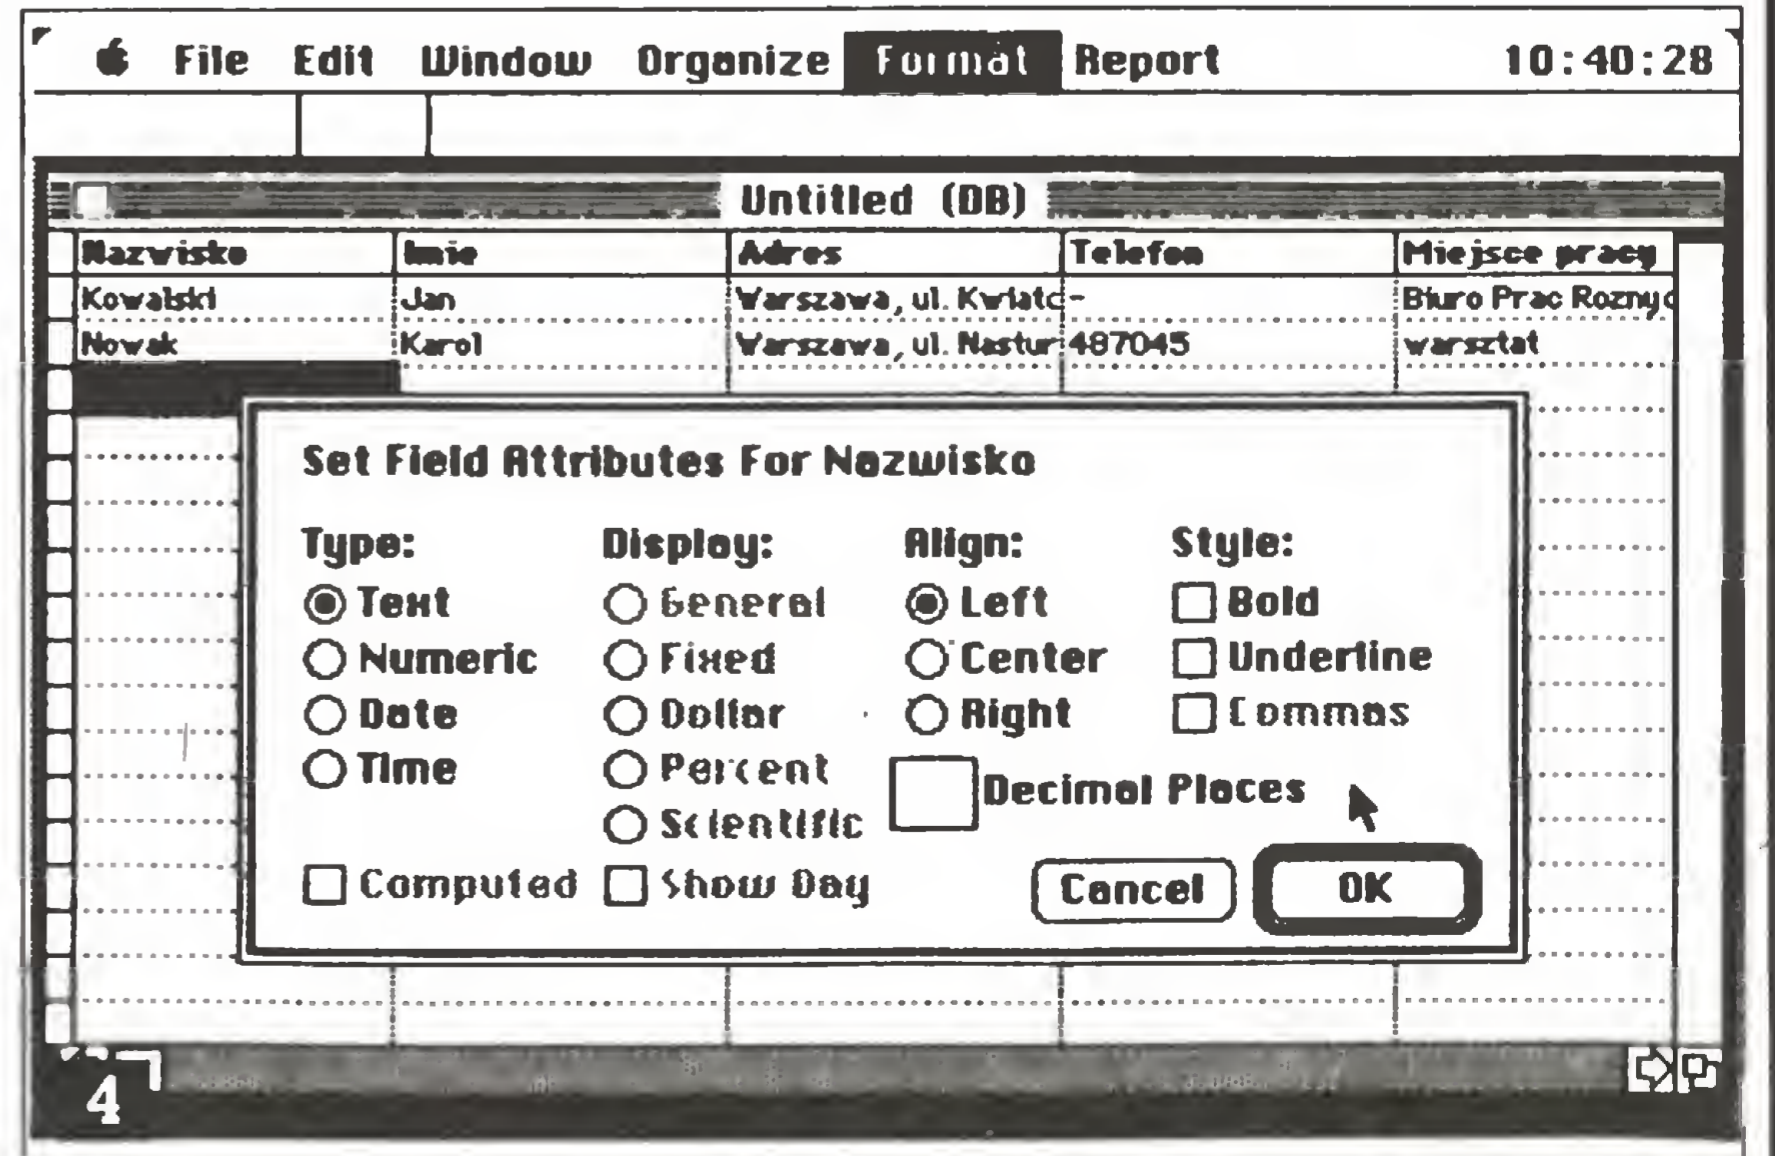 File Edit Window Organize Format Report 10:40:28
Untitled (DB)
Nazwisko Imie Adres Telefon Miejsce pracy
Kowalski Jan Warszawa, ul. Kwiatc - Biuro Prac Roznyc
Nowak Karol Warszawa, ul. Nastur 487045 warsztat
Set Field Attributes For Nazwisko
Type: Display: Align: Style:
Text General Left Bold
Numeric Fixed Center Underline
Date Dollar Right Commas
Time Percent Decimal Places
Scientific
Computed Show Day Cancel OK
4